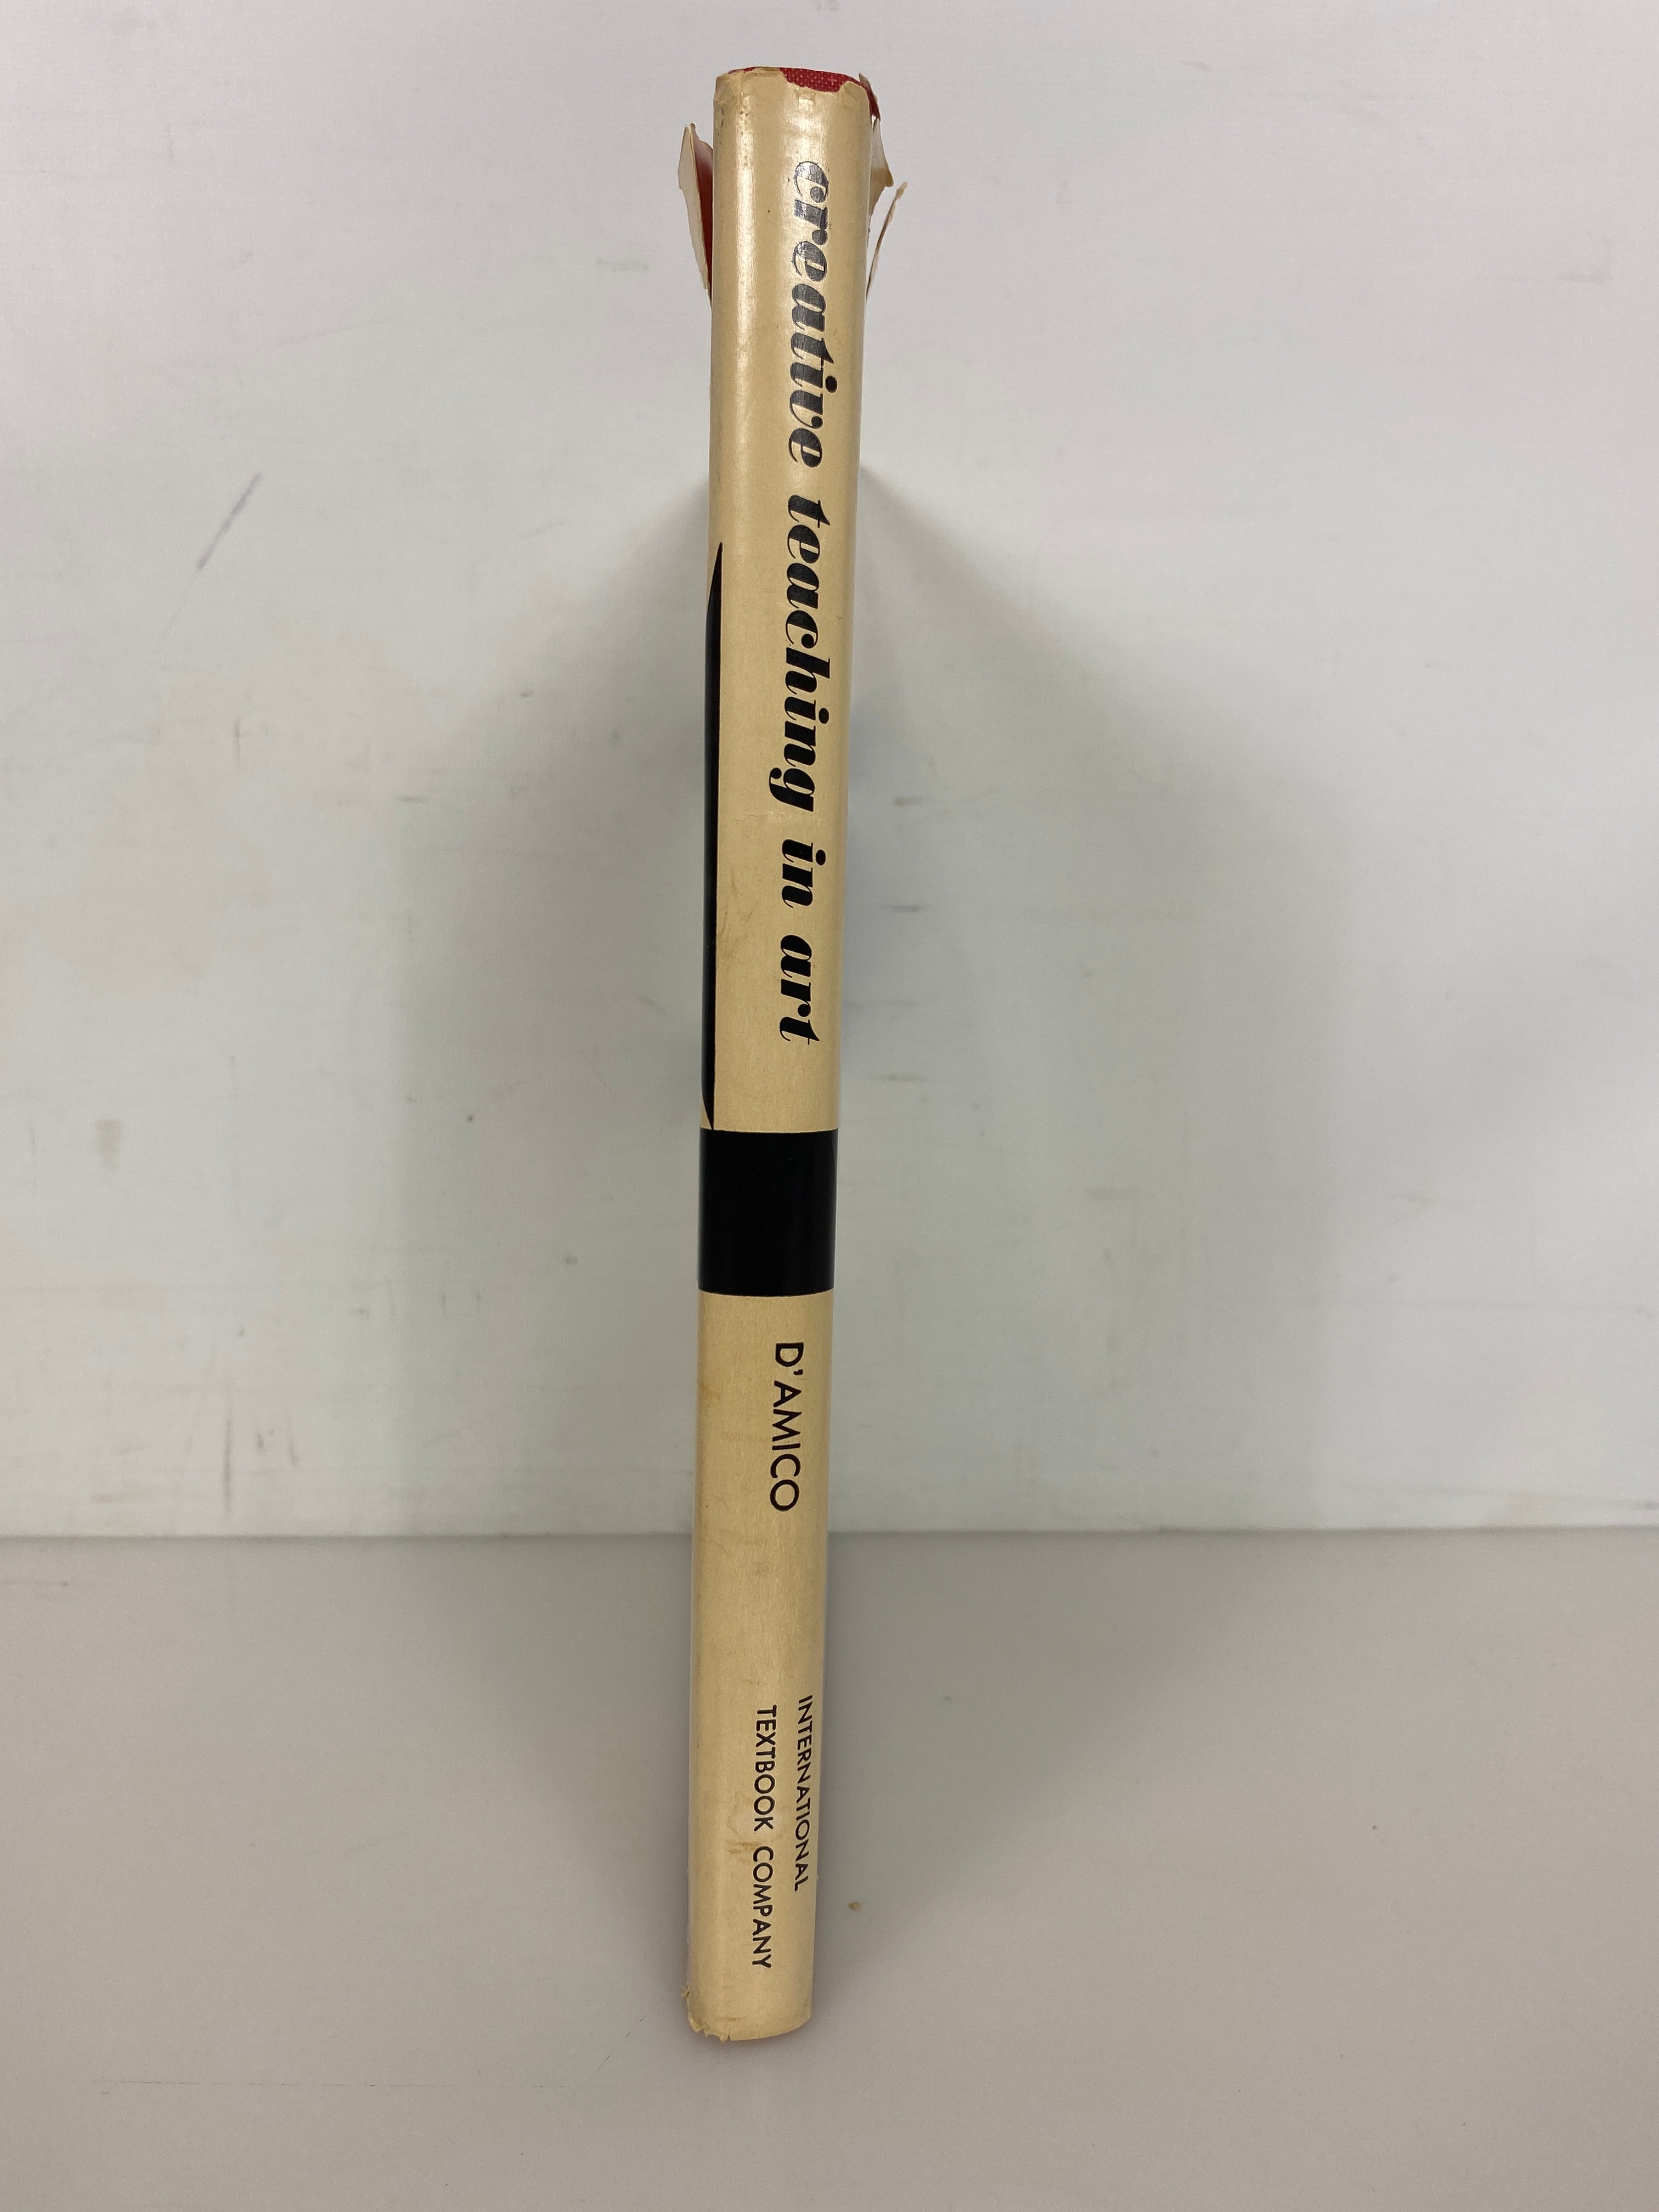 creative teaching in art
D'AMICO
INTERNATIONAL
TEXTBOOK COMPANY